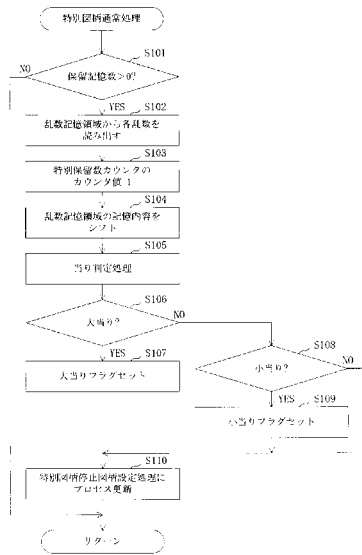 特別図柄通常処理
S101
NO
保留記憶数>0?
YES
S102
乱数記憶領域から各乱数を
読み出す
S103
特別保留数カウンタの
カウンタ値-1
S104
乱数記憶領域の記憶内容を
シフト
S105
当り判定処理
S106
大当り?
NO
YES
S107
大当りフラグセット
S108
小当り?
NO
YES
S109
小当りフラグセット
S110
特別図柄停止図柄設定処理に
プロセス更新
リターン